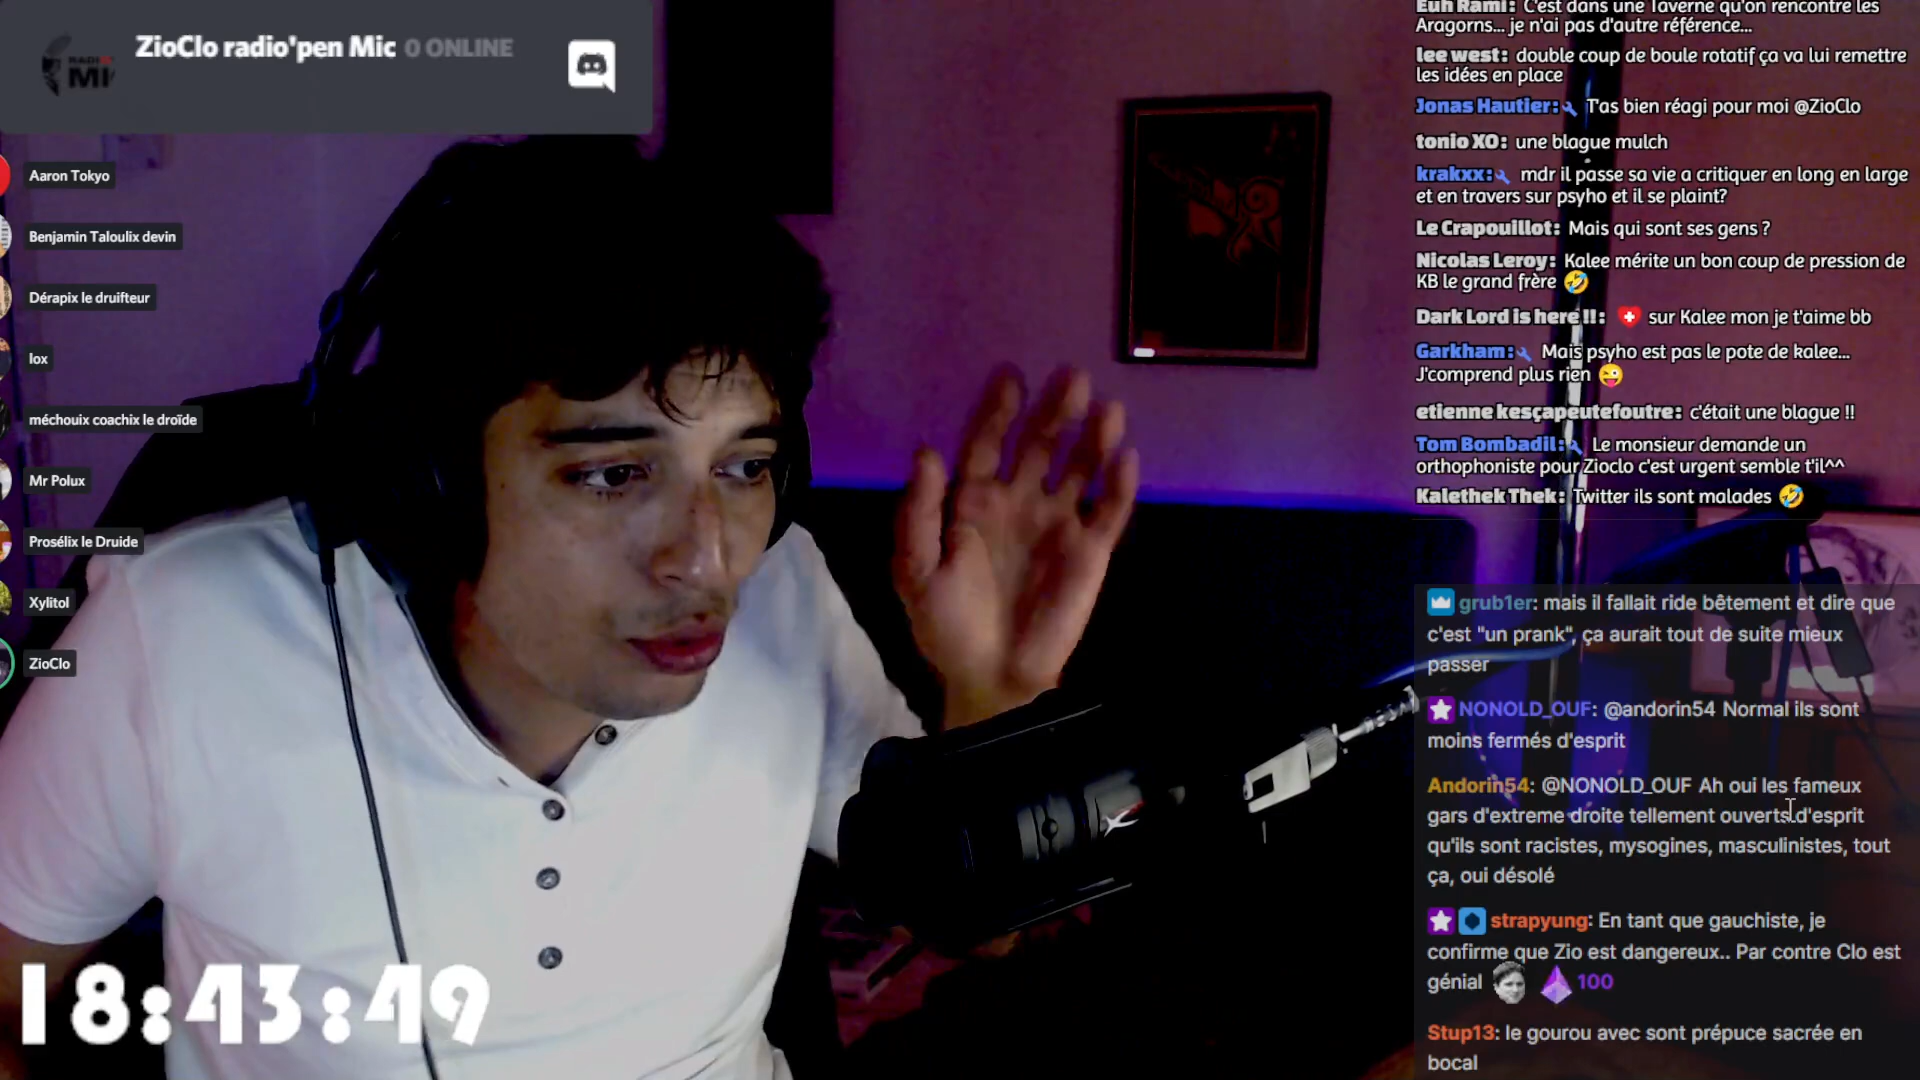 ZioClo radio'pen Mic 0 ONLINE
RADIO
MI
Aaron Tokyo
Benjamin Taloulix devin
Dérapix le druifteur
lox
méchouix coachix le droïde
Mr Polux
Prosélix le Druide
Xylitol
ZioClo
18:43:49
Euh Rami: C'est dans une Taverne qu'on rencontre les
Aragorns... je n'ai pas d'autre référence...
lee west: double coup de boule rotatif ça va lui remettre
les idées en place
Jonas Hautier: T'as bien réagi pour moi @ZioClo
tonio XO: une blague mulch
krakxx: mdr il passe sa vie a critiquer en long en large
et en travers sur psyho et il se plaint?
Le Crapouillot: Mais qui sont ses gens ?
Nicolas Leroy: Kalee mérite un bon coup de pression de
KB le grand frère 🤣
Dark Lord is here !!: sur Kalee mon je t'aime bb
Garkham: Mais psyho est pas le pote de kalee...
J'comprend plus rien 😜
etienne kesçapeutefoutre: c'était une blague !!
Tom Bombadil: Le monsieur demande un
orthophoniste pour Zioclo c'est urgent semble t'il^^
Kalethek Thek: Twitter ils sont malades 🤣
grub1er: mais il fallait ride bêtement et dire que
c'est "un prank", ça aurait tout de suite mieux
passer
NONOLD_OUF: @andorin54 Normal ils sont
moins fermés d'esprit
Andorin54: @NONOLD_OUF Ah oui les fameux
gars d'extreme droite tellement ouverts d'esprit
qu'ils sont racistes, mysogines, masculinistes, tout
ça, oui désolé
strapyung: En tant que gauchiste, je
confirme que Zio est dangereux.. Par contre Clo est
génial 100
Stup13: le gourou avec sont prépuce sacrée en
bocal